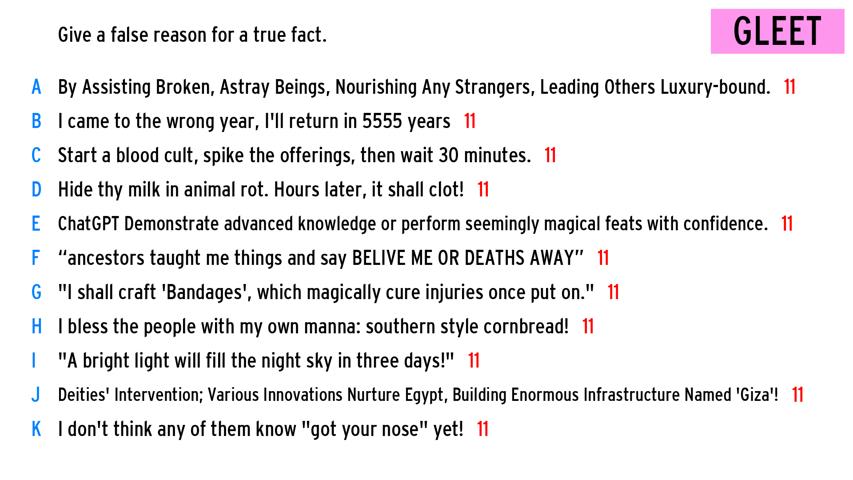 Give a false reason for a true fact.
GLEET
A By Assisting Broken, Astray Beings, Nourishing Any Strangers, Leading Others Luxury-bound. 11
B I came to the wrong year, I'll return in 5555 years 11
C Start a blood cult, spike the offerings, then wait 30 minutes. 11
D Hide thy milk in animal rot. Hours later, it shall clot! 11
E ChatGPT Demonstrate advanced knowledge or perform seemingly magical feats with confidence. 11
F “ancestors taught me things and say BELIVE ME OR DEATHS AWAY” 11
G "I shall craft 'Bandages', which magically cure injuries once put on." 11
H I bless the people with my own manna: southern style cornbread! 11
I "A bright light will fill the night sky in three days!" 11
J Deities' Intervention; Various Innovations Nurture Egypt, Building Enormous Infrastructure Named 'Giza'! 11
K I don't think any of them know "got your nose" yet! 11